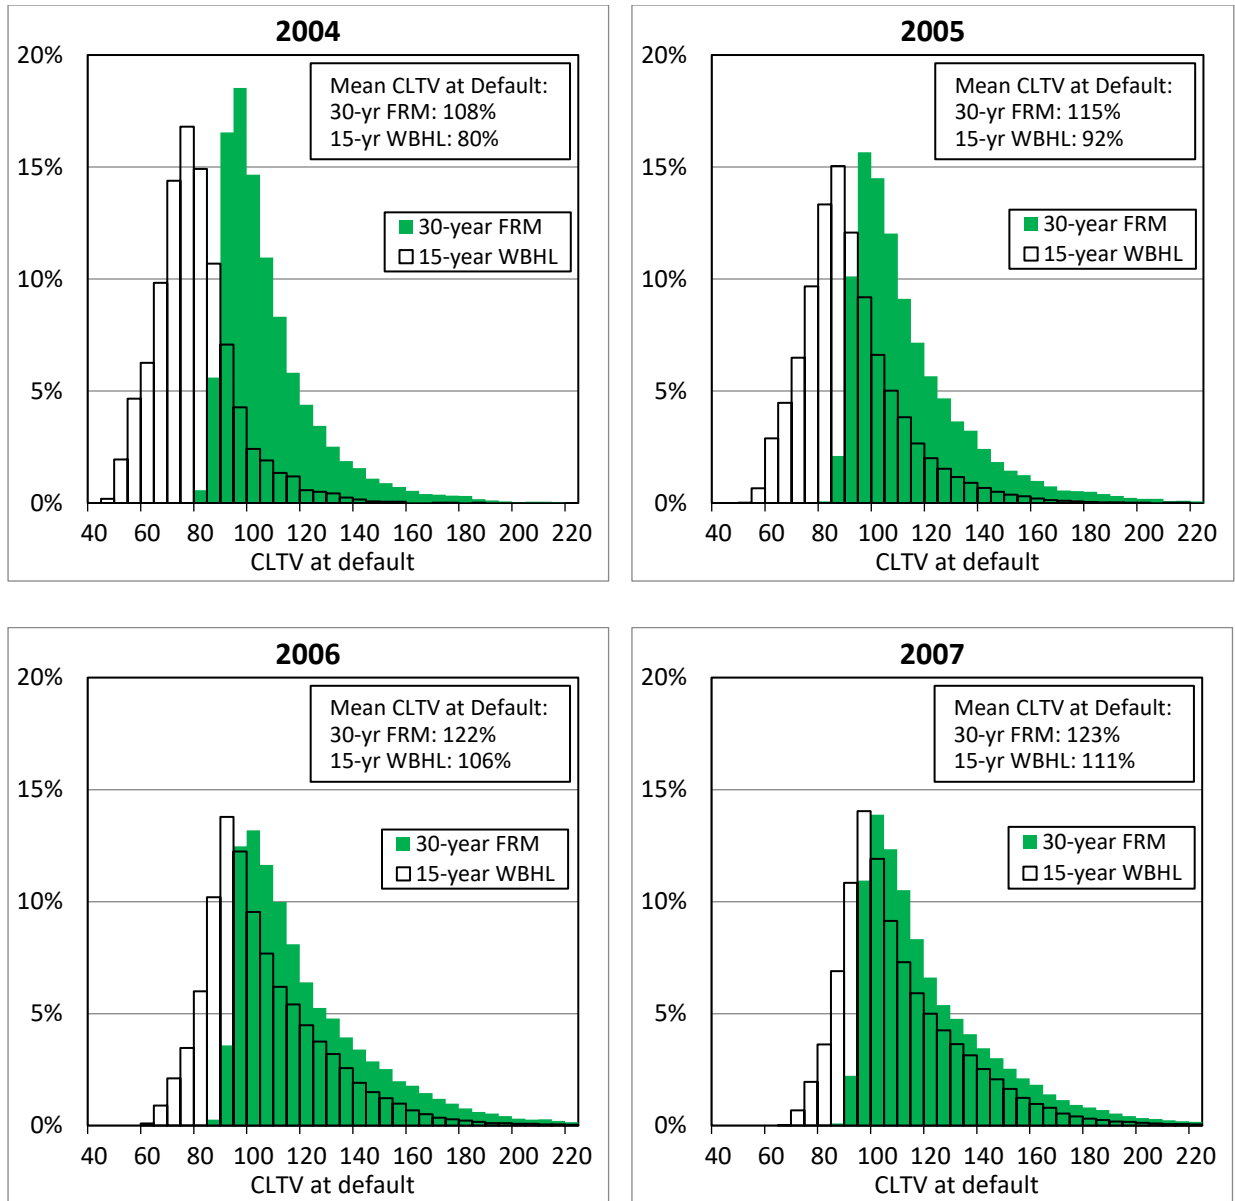 2004
20%
15%
10%
5%
0%
Mean CLTV at Default:
30-yr FRM: 108%
15-yr WBHL: 80%
30-year FRM
15-year WBHL
40 60 80 100 120 140 160 180 200 220
CLTV at default
2005
20%
15%
10%
5%
0%
Mean CLTV at Default:
30-yr FRM: 115%
15-yr WBHL: 92%
30-year FRM
15-year WBHL
40 60 80 100 120 140 160 180 200 220
CLTV at default
2006
20%
15%
10%
5%
0%
Mean CLTV at Default:
30-yr FRM: 122%
15-yr WBHL: 106%
30-year FRM
15-year WBHL
40 60 80 100 120 140 160 180 200 220
CLTV at default
2007
20%
15%
10%
5%
0%
Mean CLTV at Default:
30-yr FRM: 123%
15-yr WBHL: 111%
30-year FRM
15-year WBHL
40 60 80 100 120 140 160 180 200 220
CLTV at default